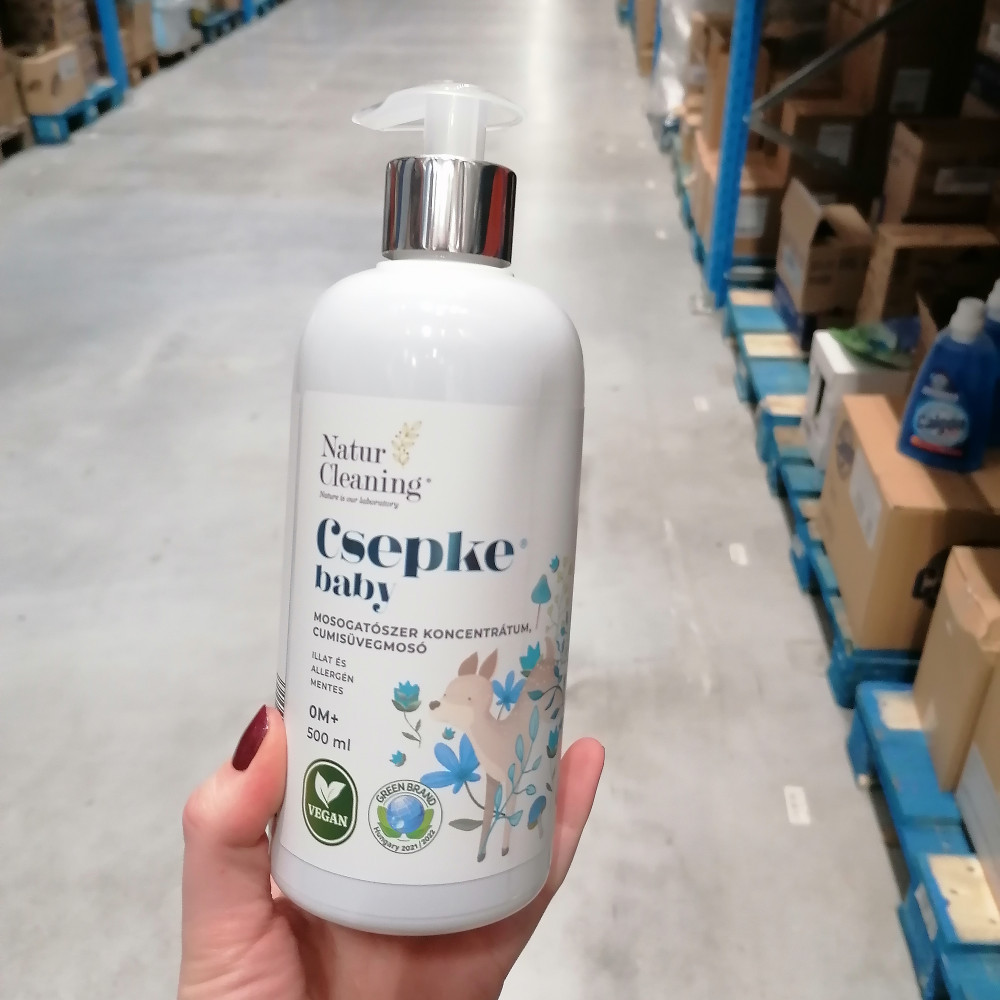 Natur
Cleaning®
Nature is our laboratory
Csepke®
baby
MOSOGATÓSZER KONCENTRÁTUM,
CUMISÜVEGMOSÓ
ILLAT ÉS
ALLERGÉN
MENTES
0M+
500 ml
VEGAN
GREEN BRAND
Hungary 2021/2022
Calgon